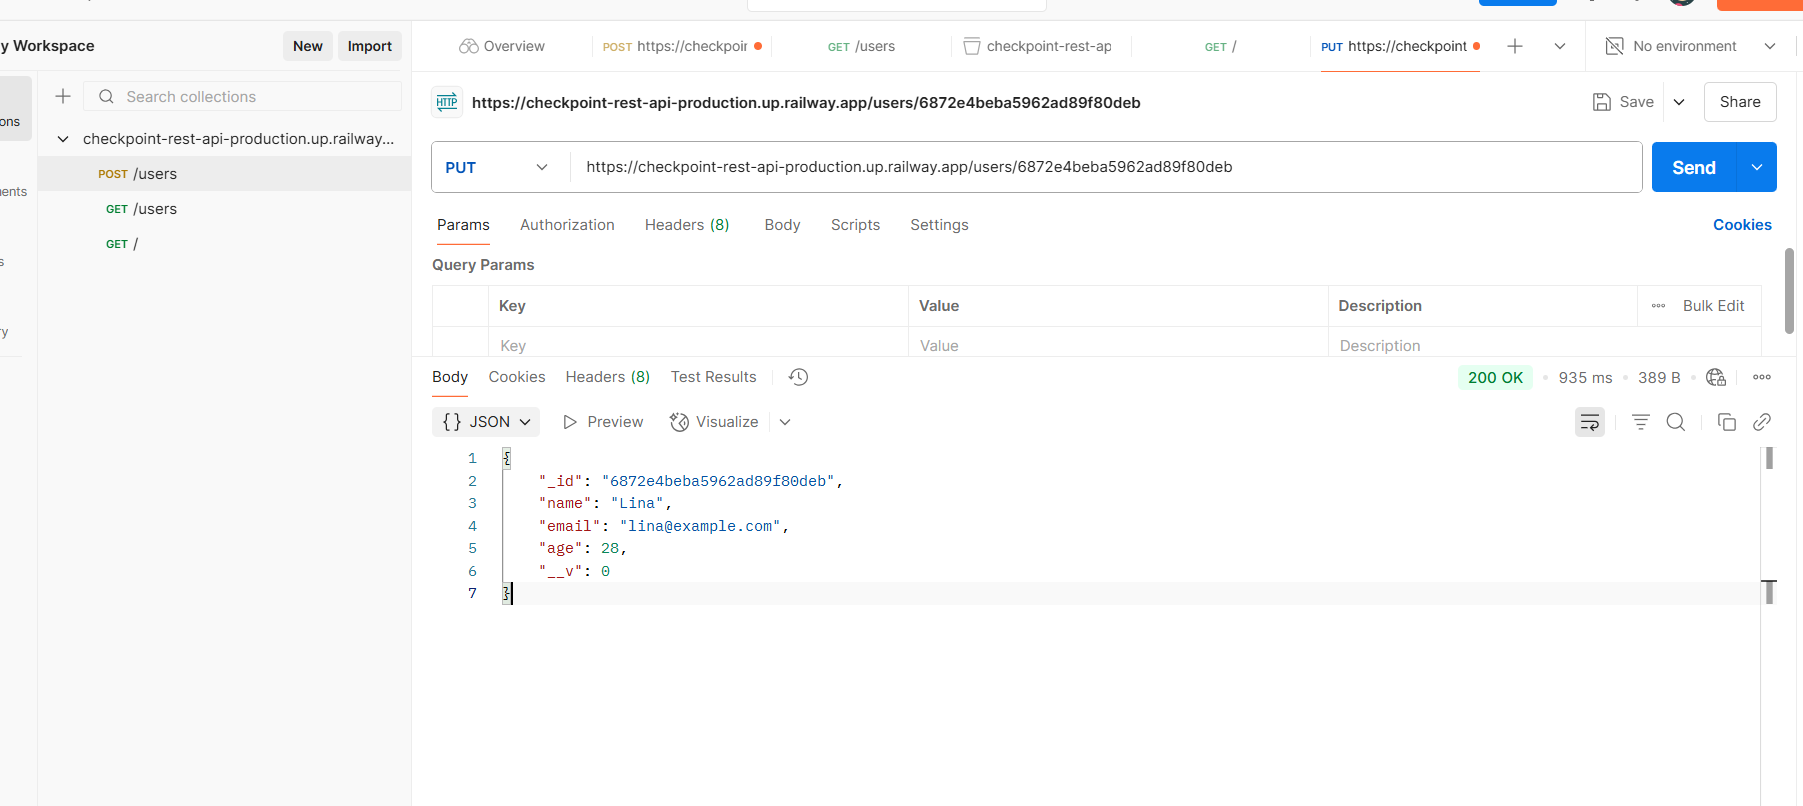 y Workspace
New
Import
Overview
POST https://checkpoir
GET /users
checkpoint-rest-ap
GET /
PUT https://checkpoint
No environment
Search collections
ons
checkpoint-rest-api-production.up.railway...
POST /users
GET /users
GET /
ents
s
ry
HTTP
https://checkpoint-rest-api-production.up.railway.app/users/6872e4beba5962ad89f80deb
Save
Share
PUT
https://checkpoint-rest-api-production.up.railway.app/users/6872e4beba5962ad89f80deb
Send
Params
Authorization
Headers (8)
Body
Scripts
Settings
Cookies
Query Params
Key
Value
Description
Bulk Edit
Key
Value
Description
Body
Cookies
Headers (8)
Test Results
200 OK
935 ms
389 B
{} JSON
Preview
Visualize
1 {
2 "_id": "6872e4beba5962ad89f80deb",
3 "name": "Lina",
4 "email": "lina@example.com",
5 "age": 28,
6 "__v": 0
7 }